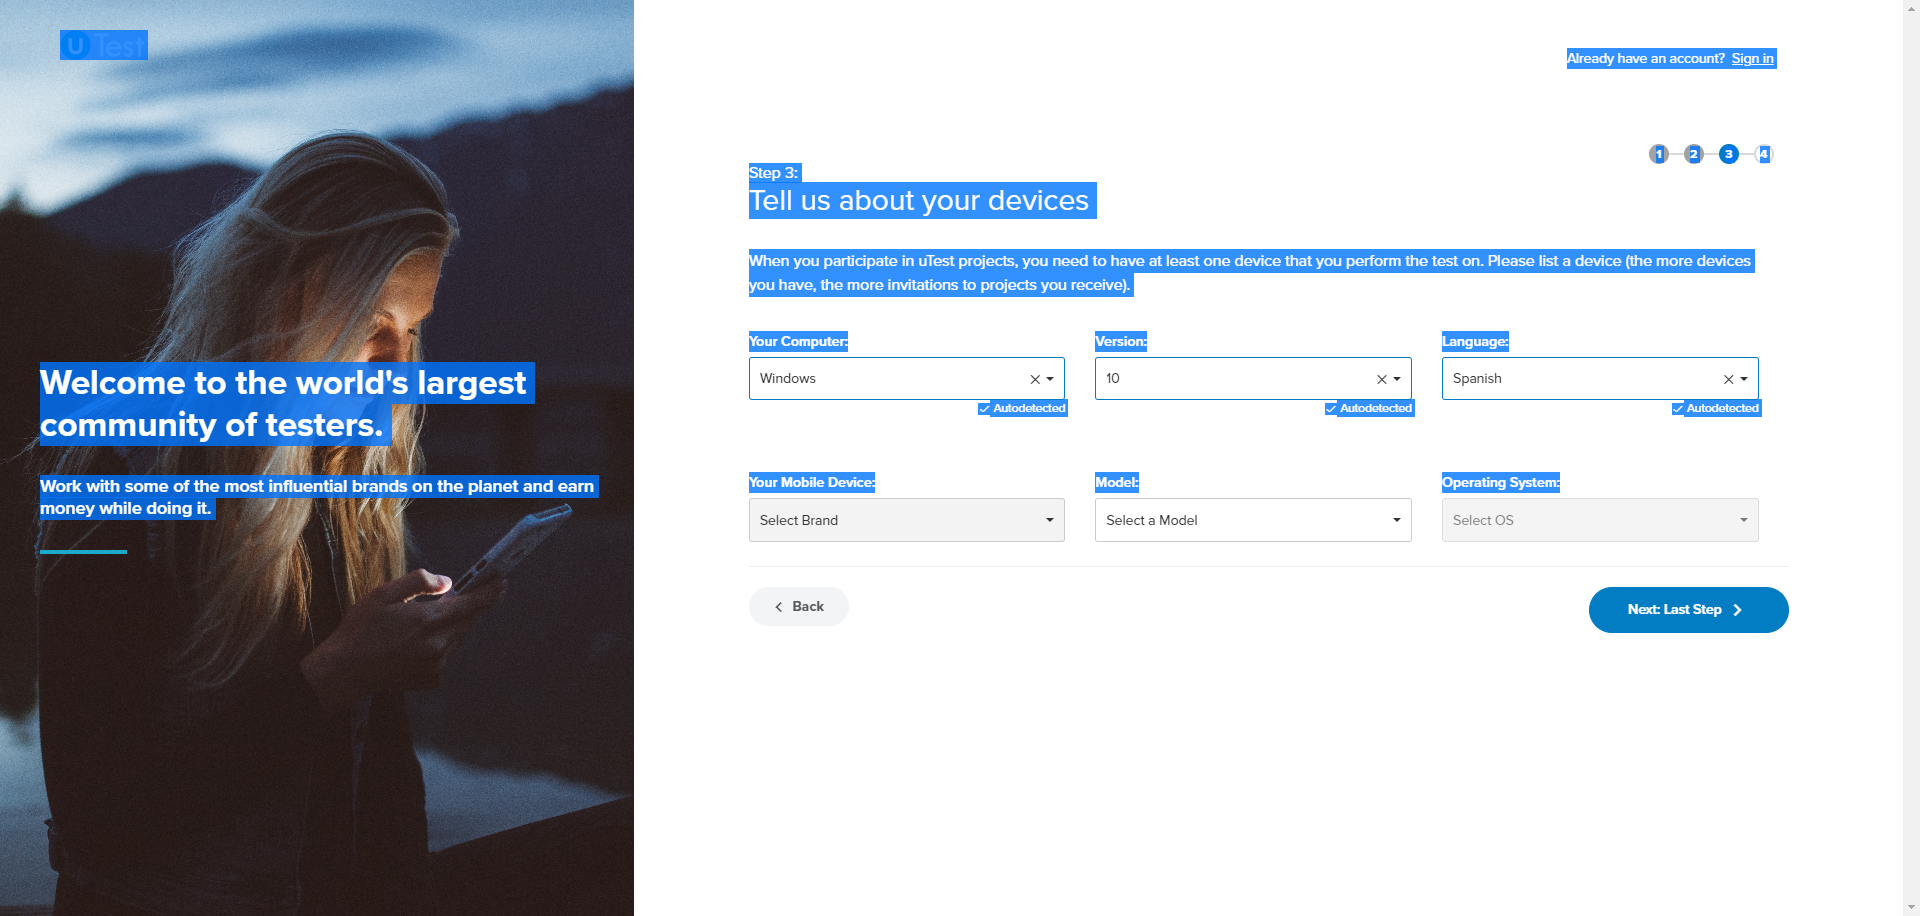 uTest
Already have an account? Sign in
1 2 3 4
Step 3:
Tell us about your devices
When you participate in uTest projects, you need to have at least one device that you perform the test on. Please list a device (the more devices
you have, the more invitations to projects you receive).
Your Computer: Version: Language:
Windows 10 Spanish
Autodetected Autodetected Autodetected
Your Mobile Device: Model: Operating System:
Select Brand Select a Model Select OS
Back Next: Last Step
Welcome to the world's largest
community of testers.
Work with some of the most influential brands on the planet and earn
money while doing it.